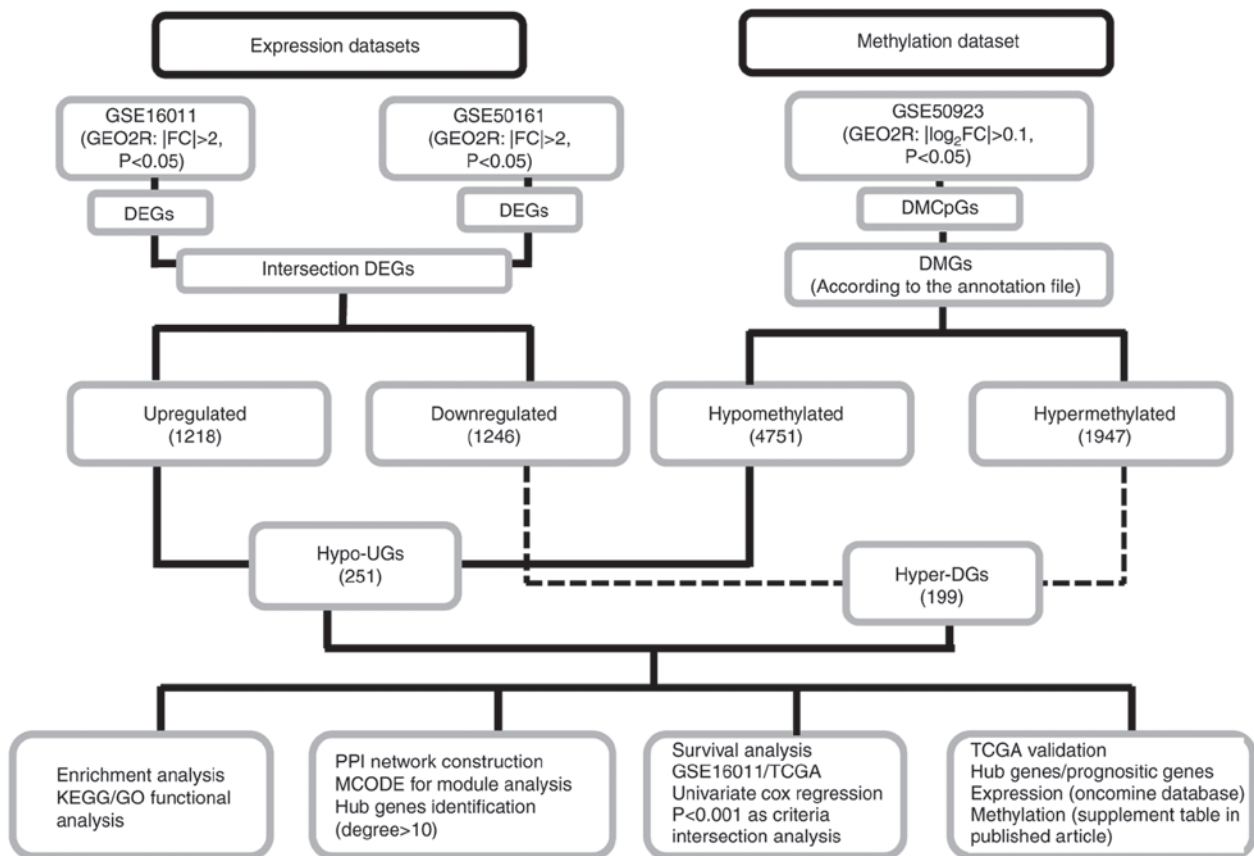 Expression datasets
Methylation dataset
GSE16011
(GEO2R: |FC|>2,
P<0.05)
GSE50161
(GEO2R: |FC|>2,
P<0.05)
GSE50923
(GEO2R: |log₂FC|>0.1,
P<0.05)
DEGs
DEGs
DMCpGs
Intersection DEGs
DMGs
(According to the annotation file)
Upregulated
(1218)
Downregulated
(1246)
Hypomethylated
(4751)
Hypermethylated
(1947)
Hypo-UGs
(251)
Hyper-DGs
(199)
Enrichment analysis
KEGG/GO functional
analysis
PPI network construction
MCODE for module analysis
Hub genes identification
(degree>10)
Survival analysis
GSE16011/TCGA
Univariate cox regression
P<0.001 as criteria
intersection analysis
TCGA validation
Hub genes/prognositic genes
Expression (oncomine database)
Methylation (supplement table in
published article)